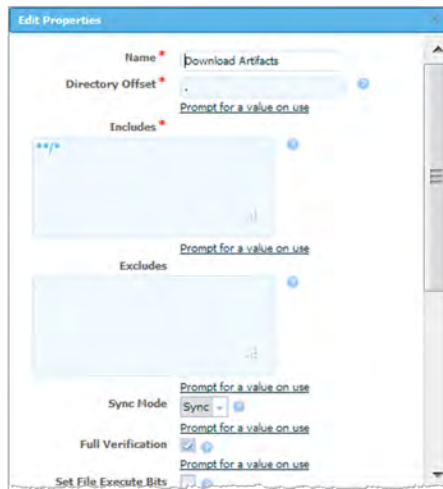 Edit Properties
Name *
Download Artifacts
Directory Offset *
.
Prompt for a value on use
Includes *
**/*
Prompt for a value on use
Excludes
Prompt for a value on use
Sync Mode
Sync
Prompt for a value on use
Full Verification
Prompt for a value on use
Set File Execute Bits